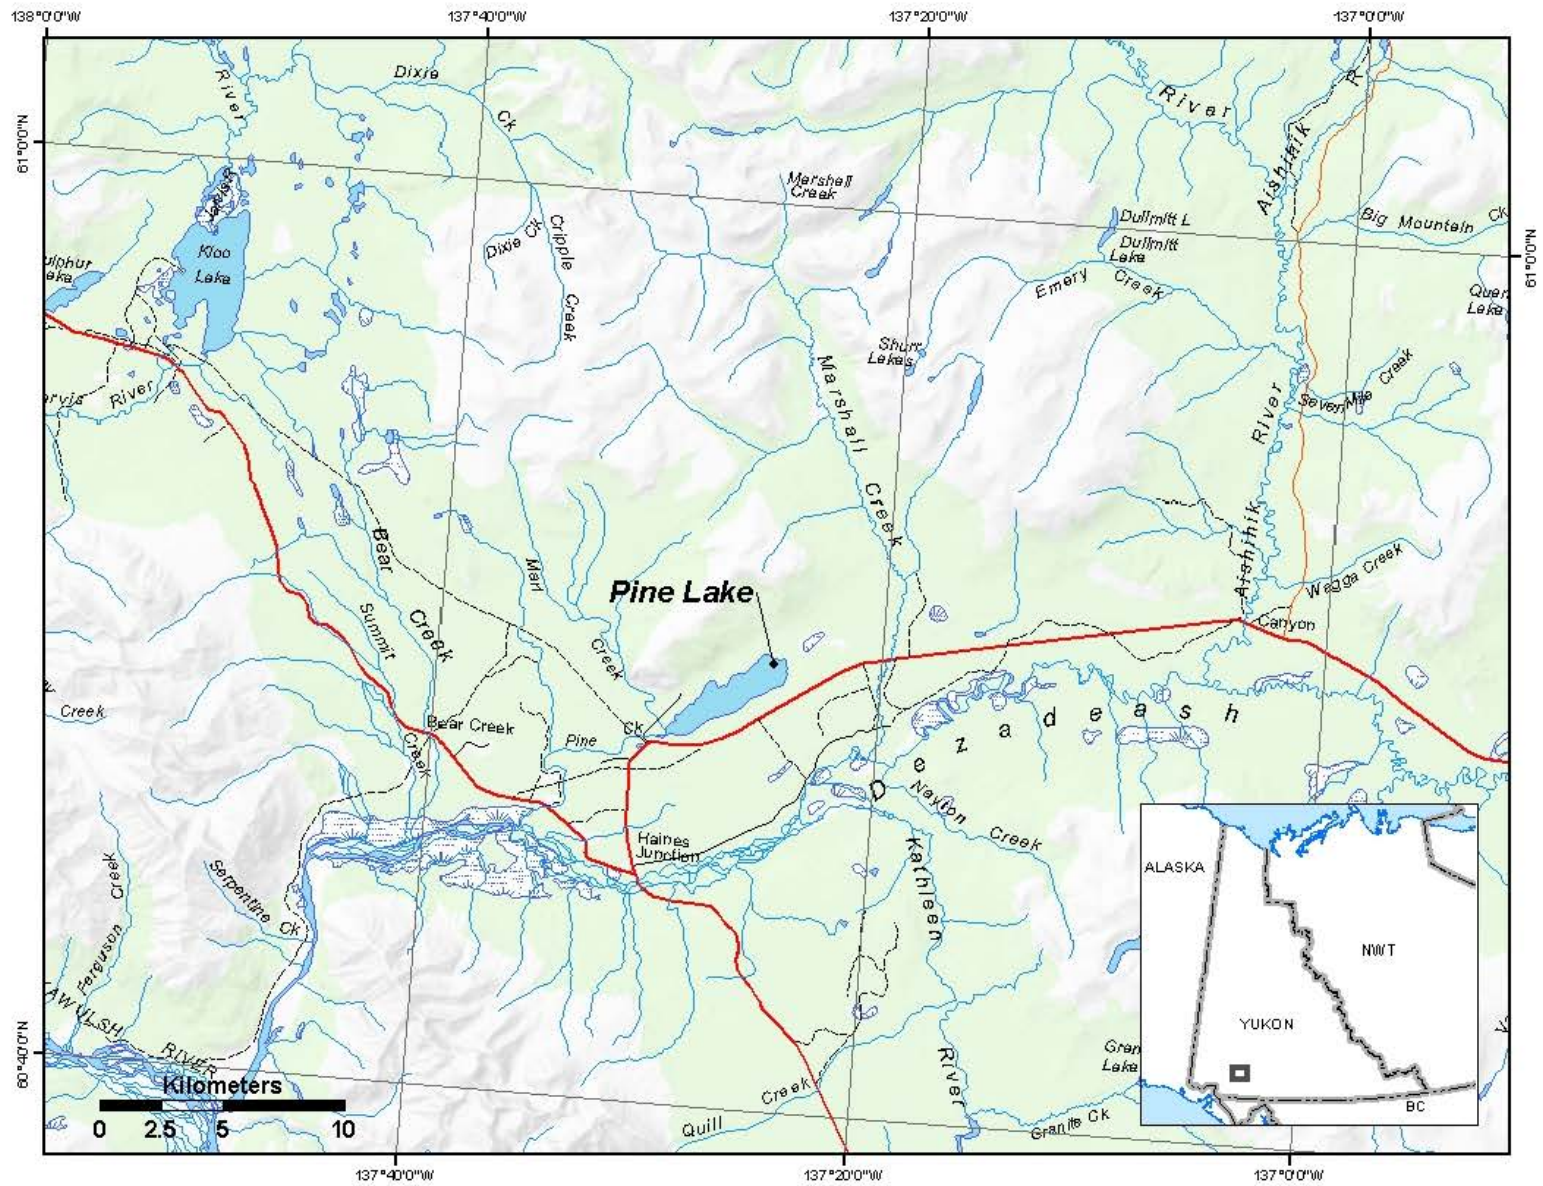 138°0'0"W
137°40'0"W
137°20'0"W
137°0'0"W
61°0'0"N
61°0'0"N
60°40'0"N
River
Dixie
Ck
River
R
Aishihik
Marshall
Creek
Dixie Ck
Cripple
Creek
Dullmitt L
Dullmitt
Lake
Big Mountain Ck
Kloo
Lake
Emery Creek
Lake
Shurr
Lakes
River
Marshall
Creek
River
Seven Mile
Creek
Bear
Creek
Aishihik
Aishihik
Wagga Creek
Canyon
Marl
Creek
Summit
Creek
Pine Lake
Creek
Bear Creek
Pine
Ck
Dezadeash
Naylon Creek
Haines
Junction
Kathleen
River
Ferguson Creek
Serpentine Ck
RIVER
Quill Creek
Granite Ck
Lake
Kilometers
0 2.5 5 10
ALASKA
NWT
YUKON
BC
137°40'0"W
137°20'0"W
137°0'0"W